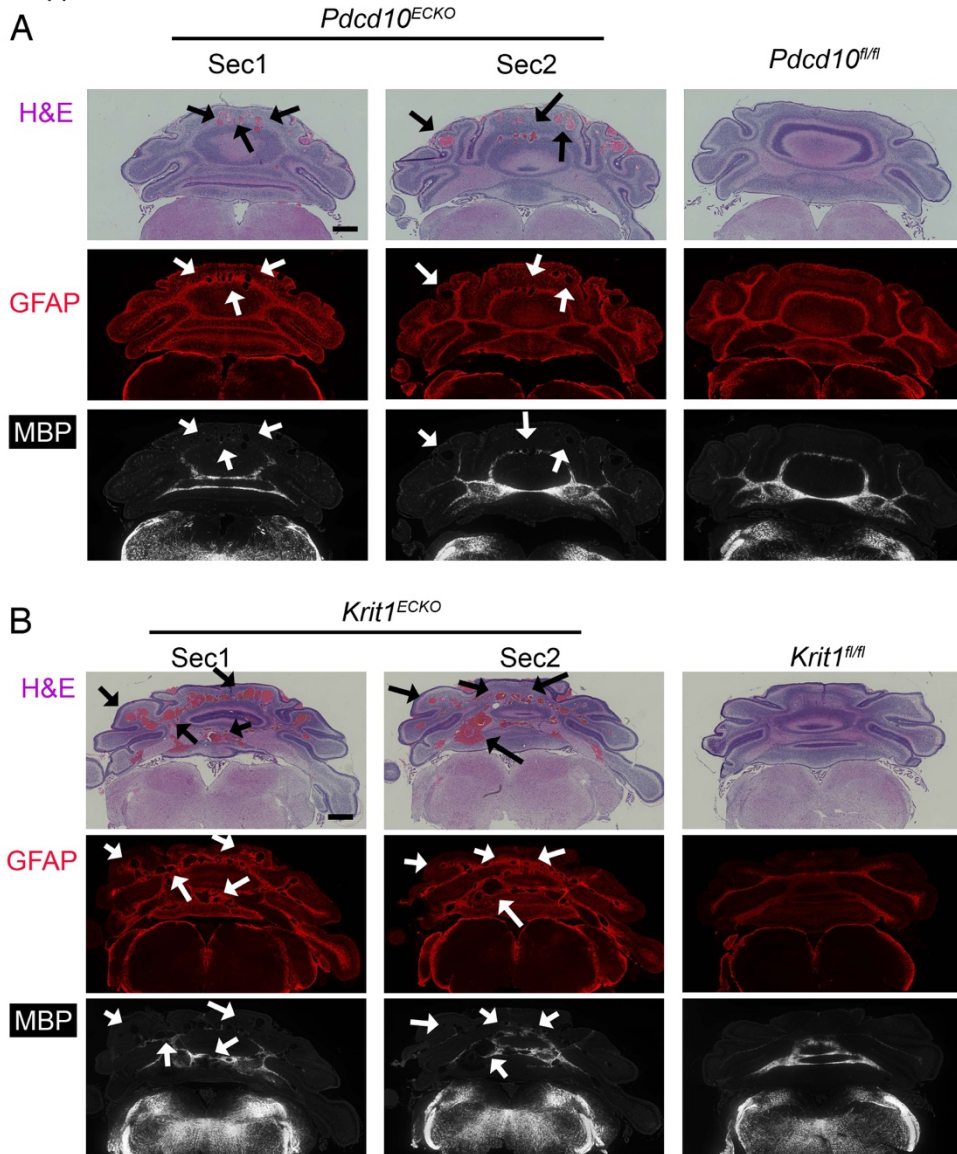 A
Pdcd10ECKO
Sec1 Sec2 Pdcd10fl/fl
H&E
GFAP
MBP
B
Krit1ECKO
Sec1 Sec2 Krit1fl/fl
H&E
GFAP
MBP